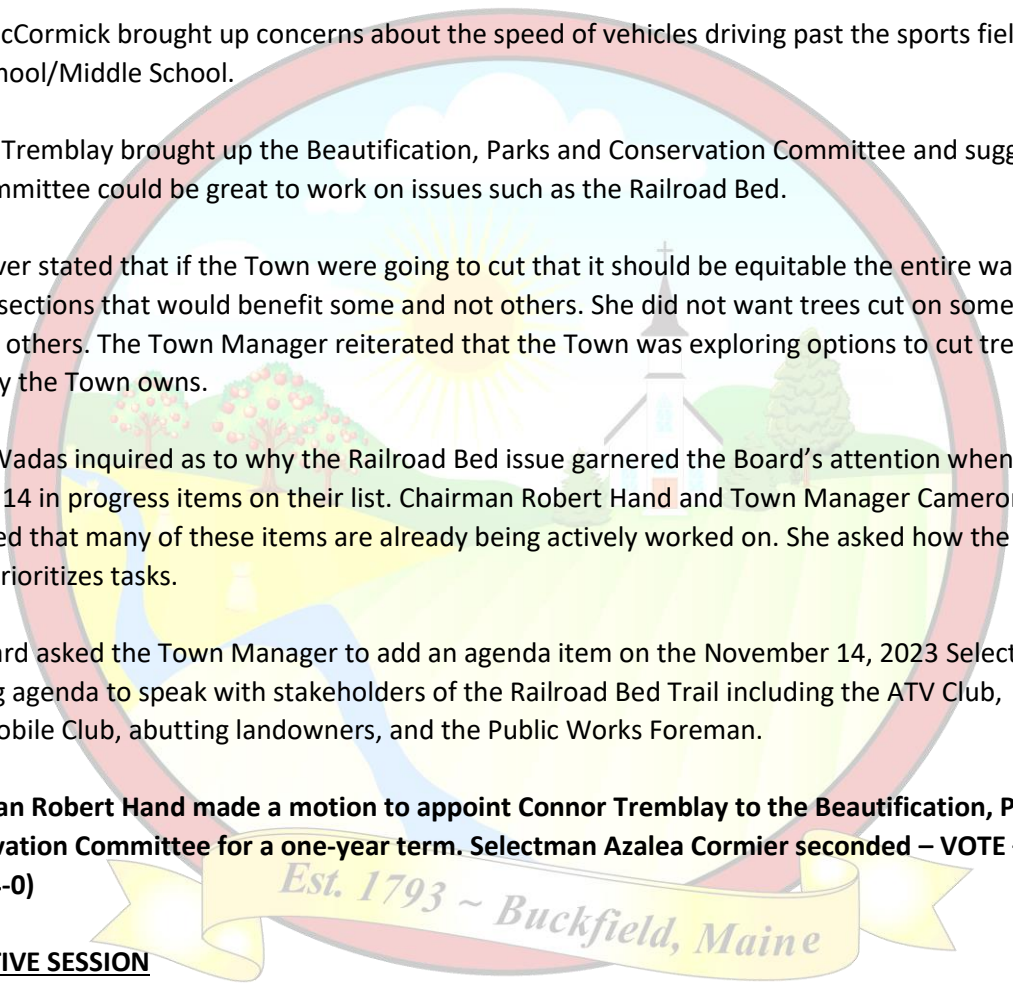 cCormick brought up concerns about the speed of vehicles driving past the sports fiel
hool/Middle School.
Tremblay brought up the Beautification, Parks and Conservation Committee and sugg
mmittee could be great to work on issues such as the Railroad Bed.
ver stated that if the Town were going to cut that it should be equitable the entire wa
sections that would benefit some and not others. She did not want trees cut on some
others. The Town Manager reiterated that the Town was exploring options to cut tre
y the Town owns.
Wadas inquired as to why the Railroad Bed issue garnered the Board’s attention when
14 in progress items on their list. Chairman Robert Hand and Town Manager Cameron
ed that many of these items are already being actively worked on. She asked how the
rioritizes tasks.
ard asked the Town Manager to add an agenda item on the November 14, 2023 Select
g agenda to speak with stakeholders of the Railroad Bed Trail including the ATV Club,
obile Club, abutting landowners, and the Public Works Foreman.
an Robert Hand made a motion to appoint Connor Tremblay to the Beautification, P
vation Committee for a one-year term. Selectman Azalea Cormier seconded – VOTE –
-0)
Est. 1793 ~ Buckfield, Maine
TIVE SESSION